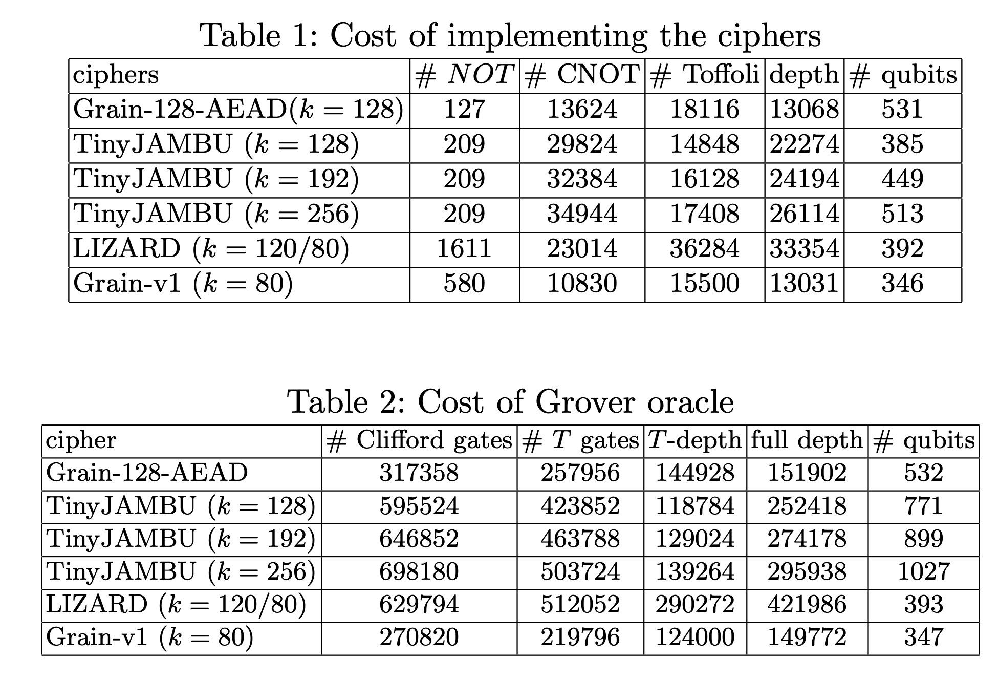 Table 1: Cost of implementing the ciphers
ciphers # NOT # CNOT # Toffoli depth # qubits
Grain-128-AEAD(k = 128) 127 13624 18116 13068 531
TinyJAMBU (k = 128) 209 29824 14848 22274 385
TinyJAMBU (k = 192) 209 32384 16128 24194 449
TinyJAMBU (k = 256) 209 34944 17408 26114 513
LIZARD (k = 120/80) 1611 23014 36284 33354 392
Grain-v1 (k = 80) 580 10830 15500 13031 346
Table 2: Cost of Grover oracle
cipher # Clifford gates # T gates T-depth full depth # qubits
Grain-128-AEAD 317358 257956 144928 151902 532
TinyJAMBU (k = 128) 595524 423852 118784 252418 771
TinyJAMBU (k = 192) 646852 463788 129024 274178 899
TinyJAMBU (k = 256) 698180 503724 139264 295938 1027
LIZARD (k = 120/80) 629794 512052 290272 421986 393
Grain-v1 (k = 80) 270820 219796 124000 149772 347